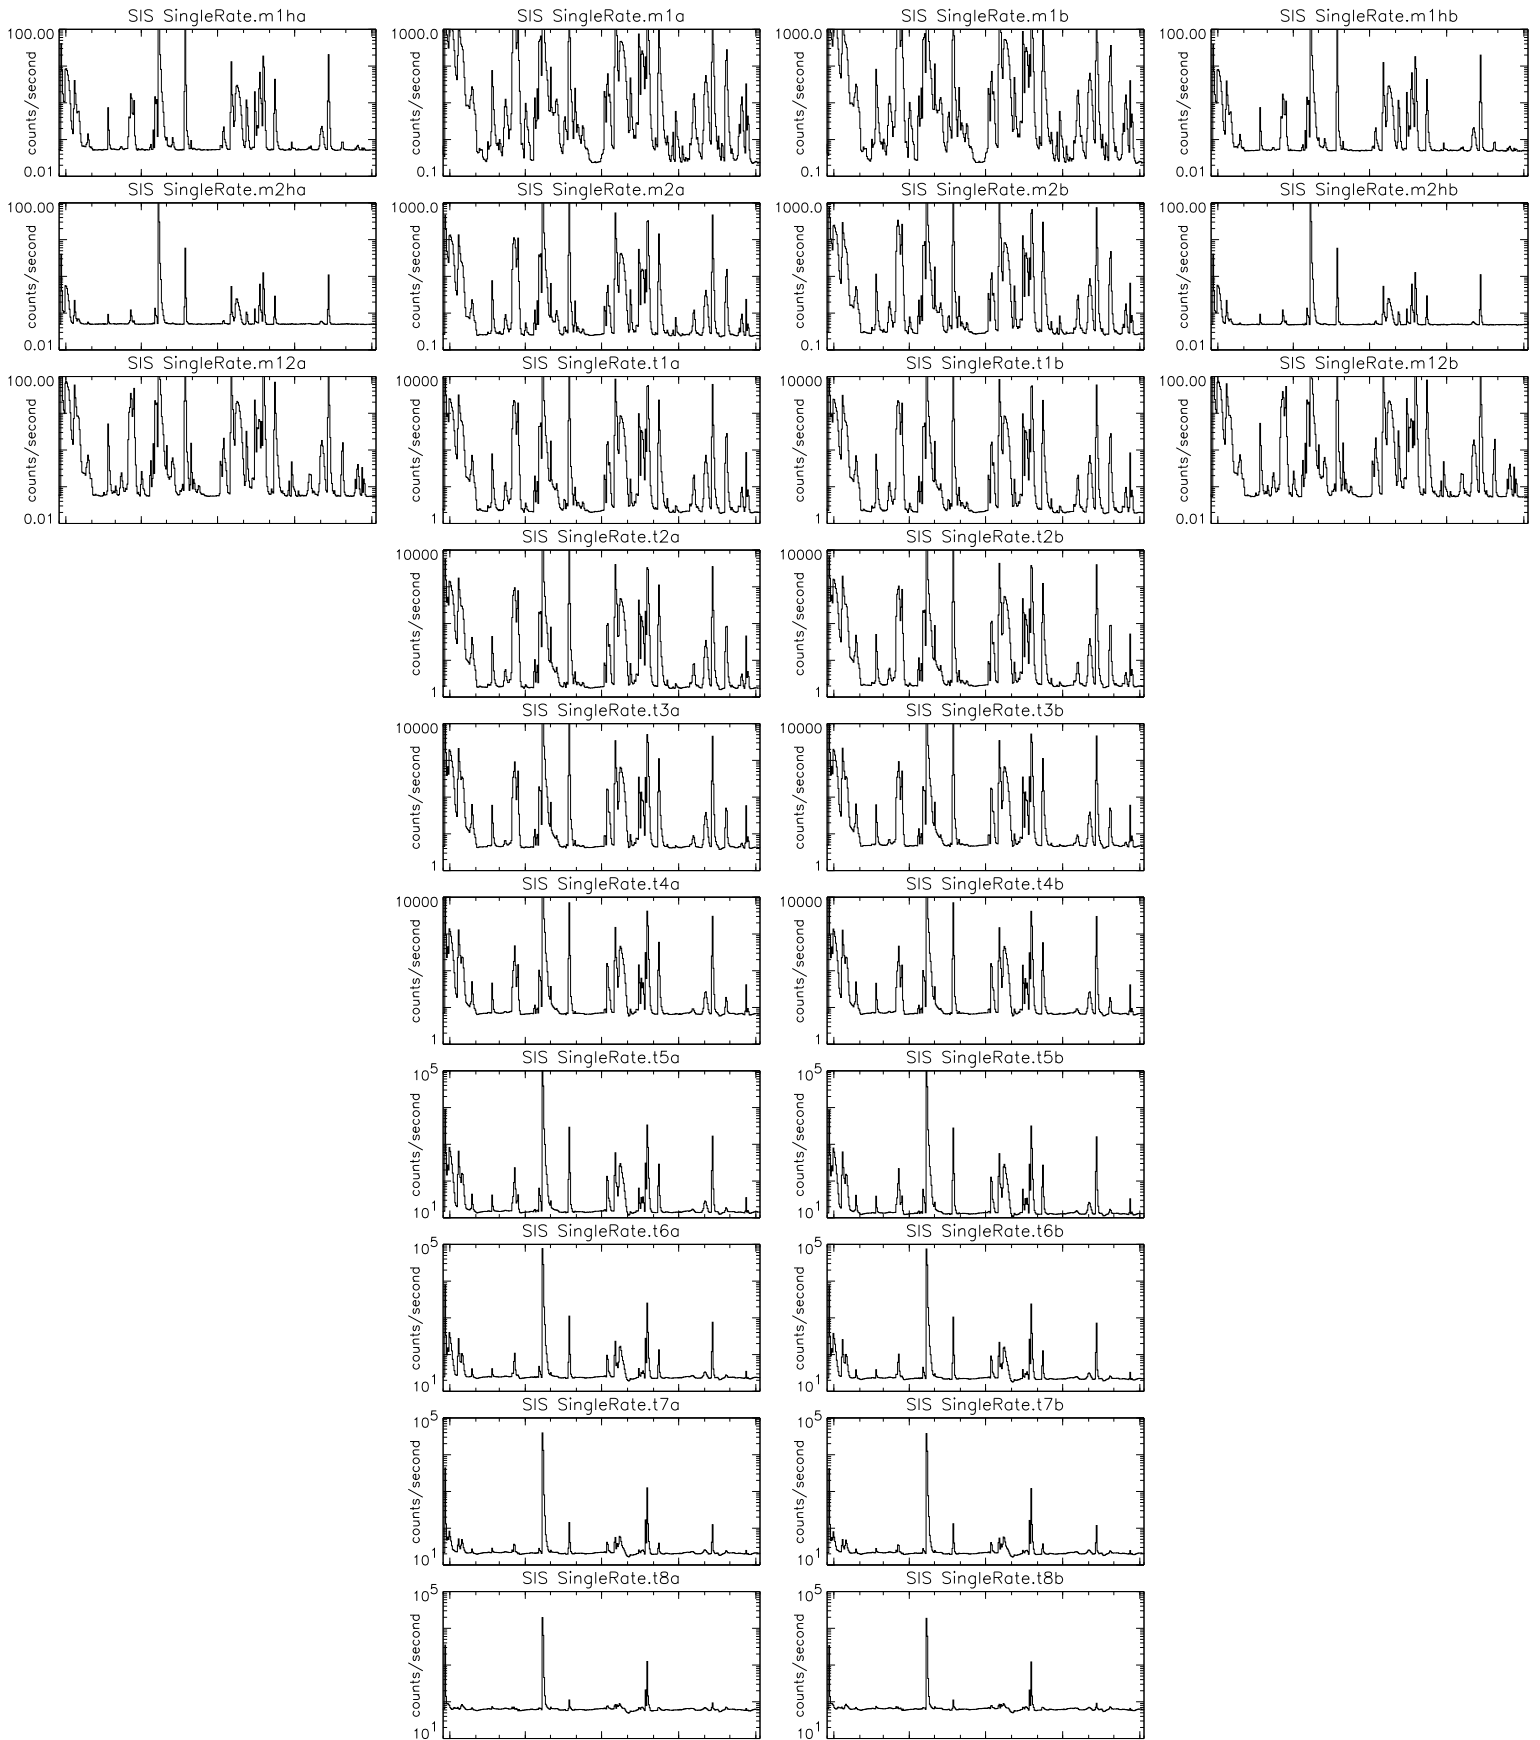 SIS SingleRate.m1ha
100.00
counts/second
0.01
SIS SingleRate.m1a
1000.0
counts/second
0.1
SIS SingleRate.m1b
1000.0
counts/second
0.1
SIS SingleRate.m1hb
100.00
counts/second
0.01
SIS SingleRate.m2ha
100.00
counts/second
0.01
SIS SingleRate.m2a
1000.0
counts/second
0.1
SIS SingleRate.m2b
1000.0
counts/second
0.1
SIS SingleRate.m2hb
100.00
counts/second
0.01
SIS SingleRate.m12a
100.00
counts/second
0.01
SIS SingleRate.t1a
10000
counts/second
1
SIS SingleRate.t1b
10000
counts/second
1
SIS SingleRate.m12b
100.00
counts/second
0.01
SIS SingleRate.t2a
10000
counts/second
1
SIS SingleRate.t2b
10000
counts/second
1
SIS SingleRate.t3a
10000
counts/second
1
SIS SingleRate.t3b
10000
counts/second
1
SIS SingleRate.t4a
10000
counts/second
1
SIS SingleRate.t4b
10000
counts/second
1
SIS SingleRate.t5a
10⁵
counts/second
10¹
SIS SingleRate.t5b
10⁵
counts/second
10¹
SIS SingleRate.t6a
10⁵
counts/second
10¹
SIS SingleRate.t6b
10⁵
counts/second
10¹
SIS SingleRate.t7a
10⁵
counts/second
10¹
SIS SingleRate.t7b
10⁵
counts/second
10¹
SIS SingleRate.t8a
10⁵
counts/second
10¹
SIS SingleRate.t8b
10⁵
counts/second
10¹